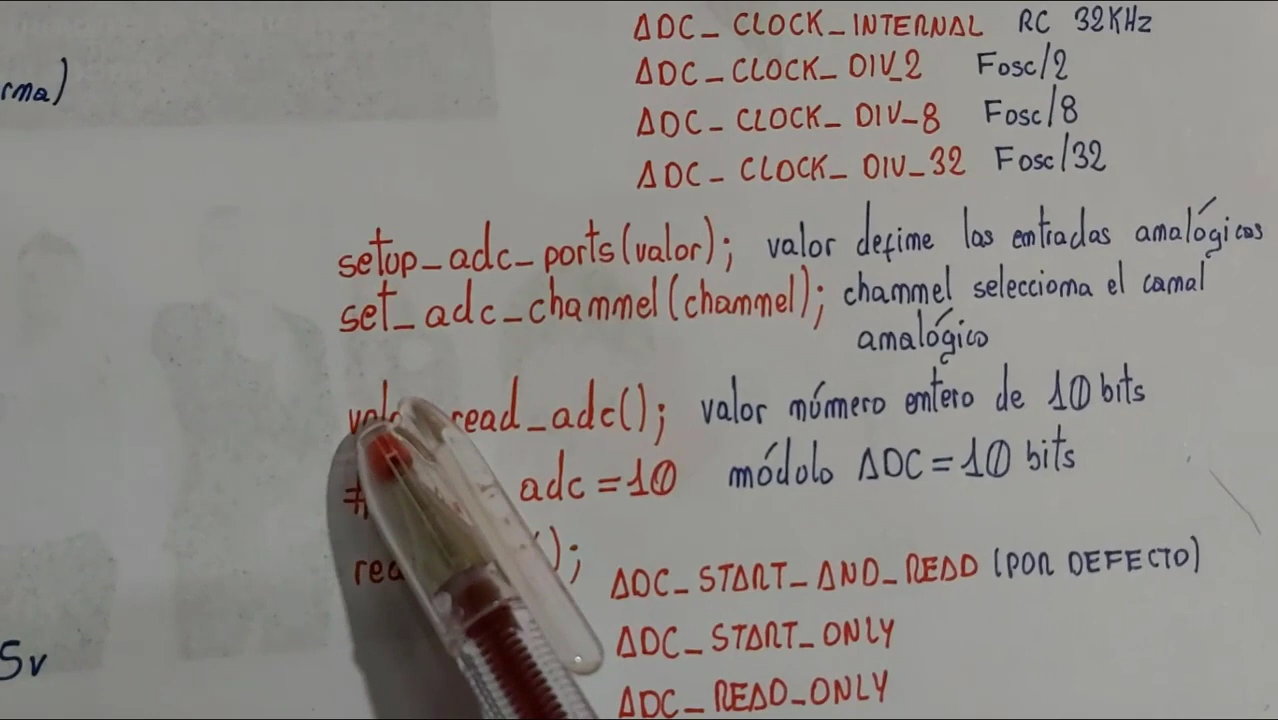 ADC_CLOCK_INTERNAL RC 32KHz
ADC_CLOCK_DIV_2 Fosc/2
ADC_CLOCK_DIV_8 Fosc/8
ADC_CLOCK_DIV_32 Fosc/32
setup_adc_ports(valor); valor define las entradas analógicas
set_adc_channel(channel); channel selecciona el canal
analógico
read_adc(); valor número entero de 10 bits
adc=10 módulo ADC=10 bits
();
ADC_START_AND_READ (POR DEFECTO)
ADC_START_ONLY
ADC_READ_ONLY
5v